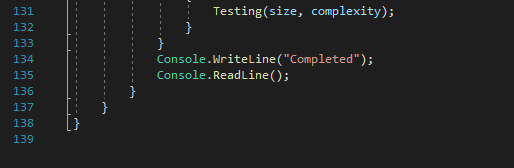 131 Testing(size, complexity);
132 }
133 }
134 Console.WriteLine("Completed");
135 Console.ReadLine();
136 }
137 }
138 }
139